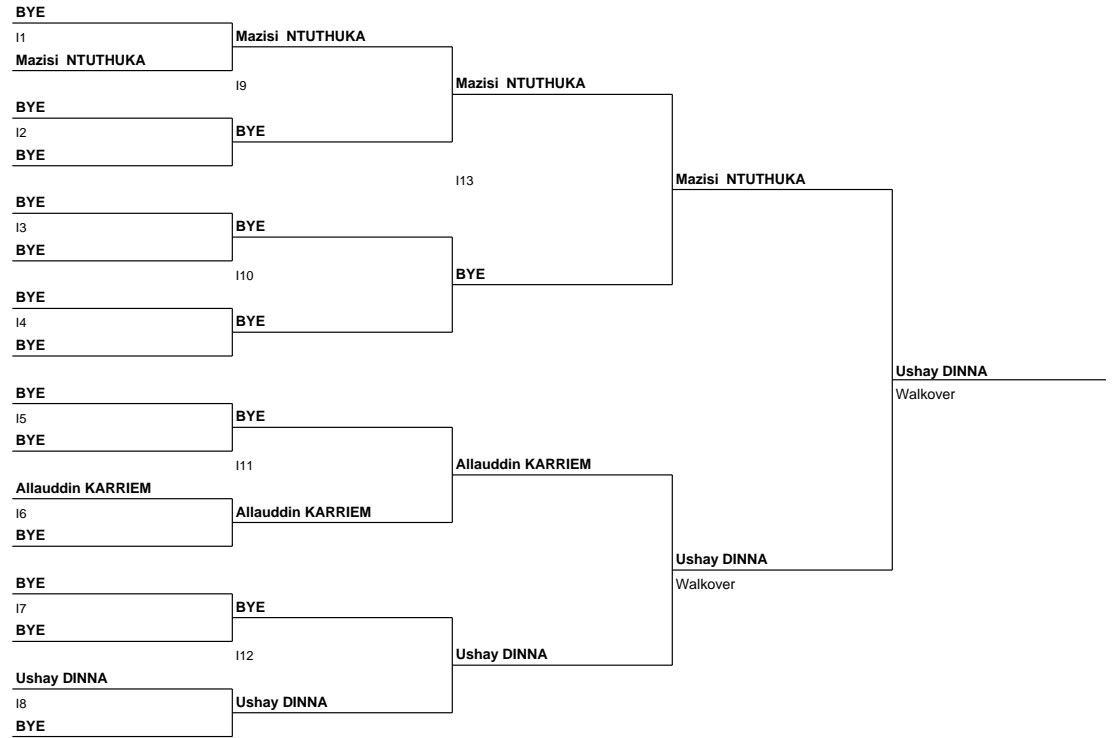 BYE
I1
Mazisi  NTUTHUKA
BYE
I2
BYE
BYE
I3
BYE
BYE
I4
BYE
BYE
I5
BYE
Allauddin KARRIEM
I6
BYE
BYE
I7
BYE
Ushay DINNA
I8
BYE
Mazisi  NTUTHUKA
I9
BYE
BYE
I10
BYE
BYE
I11
Allauddin KARRIEM
BYE
I12
Ushay DINNA
Mazisi  NTUTHUKA
I13
BYE
Allauddin KARRIEM
Ushay DINNA
Mazisi  NTUTHUKA
Ushay DINNA
Walkover
Ushay DINNA
Walkover